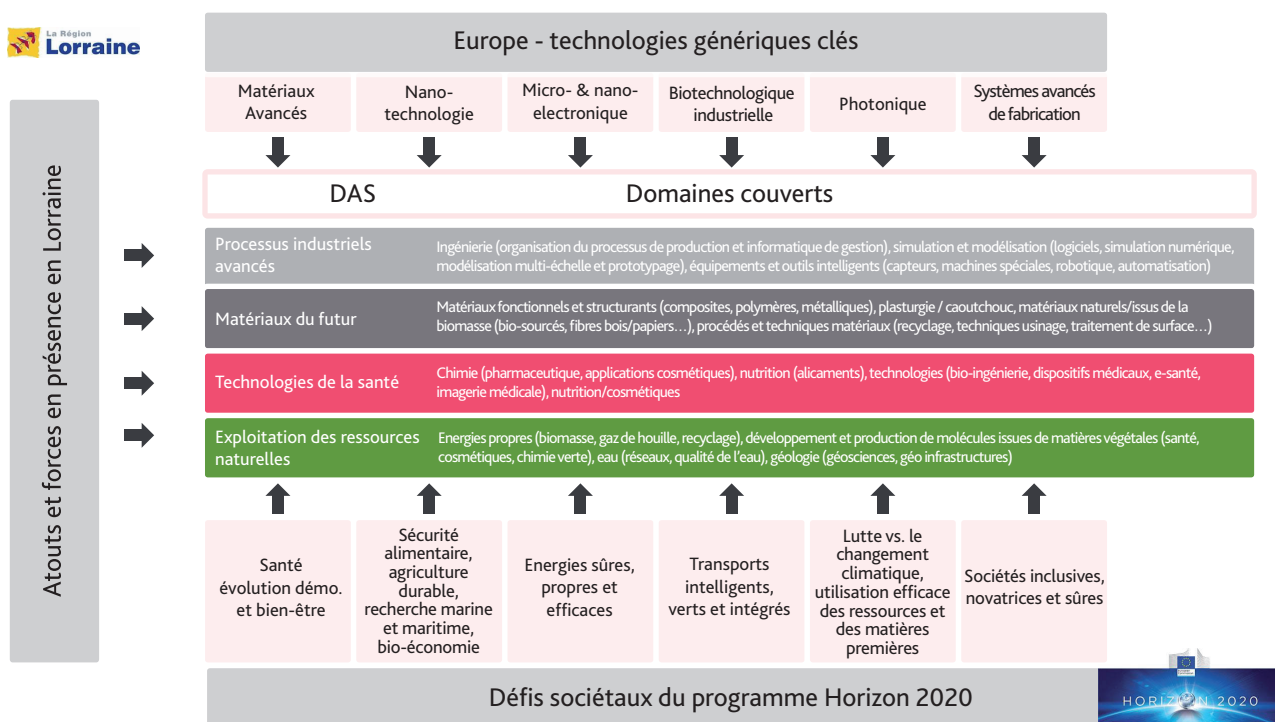 La Région
Lorraine
Europe - technologies génériques clés
Matériaux
Avancés
Nano-
technologie
Micro- & nano-
electronique
Biotechnologique
industrielle
Photonique
Systèmes avancés
de fabrication
Atouts et forces en présence en Lorraine
DAS
Domaines couverts
Processus industriels
avancés
Ingénierie (organisation du processus de production et informatique de gestion), simulation et modélisation (logiciels, simulation numérique,
modélisation multi-échelle et prototypage), équipements et outils intelligents (capteurs, machines spéciales, robotique, automatisation)
Matériaux du futur
Matériaux fonctionnels et structurants (composites, polymères, métalliques), plasturgie / caoutchouc, matériaux naturels/issus de la
biomasse (bio-sourcés, fibres bois/papiers…), procédés et techniques matériaux (recyclage, techniques usinage, traitement de surface…)
Technologies de la santé
Chimie (pharmaceutique, applications cosmétiques), nutrition (alicaments), technologies (bio-ingénierie, dispositifs médicaux, e-santé,
imagerie médicale), nutrition/cosmétiques
Exploitation des ressources
naturelles
Energies propres (biomasse, gaz de houille, recyclage), développement et production de molécules issues de matières végétales (santé,
cosmétiques, chimie verte), eau (réseaux, qualité de l'eau), géologie (géosciences, géo infrastructures)
Santé
évolution démo.
et bien-être
Sécurité
alimentaire,
agriculture
durable,
recherche marine
et maritime,
bio-économie
Energies sûres,
propres et
efficaces
Transports
intelligents,
verts et intégrés
Lutte vs. le
changement
climatique,
utilisation efficace
des ressources et
des matières
premières
Sociétés inclusives,
novatrices et sûres
Défis sociétaux du programme Horizon 2020
HORIZON 2020